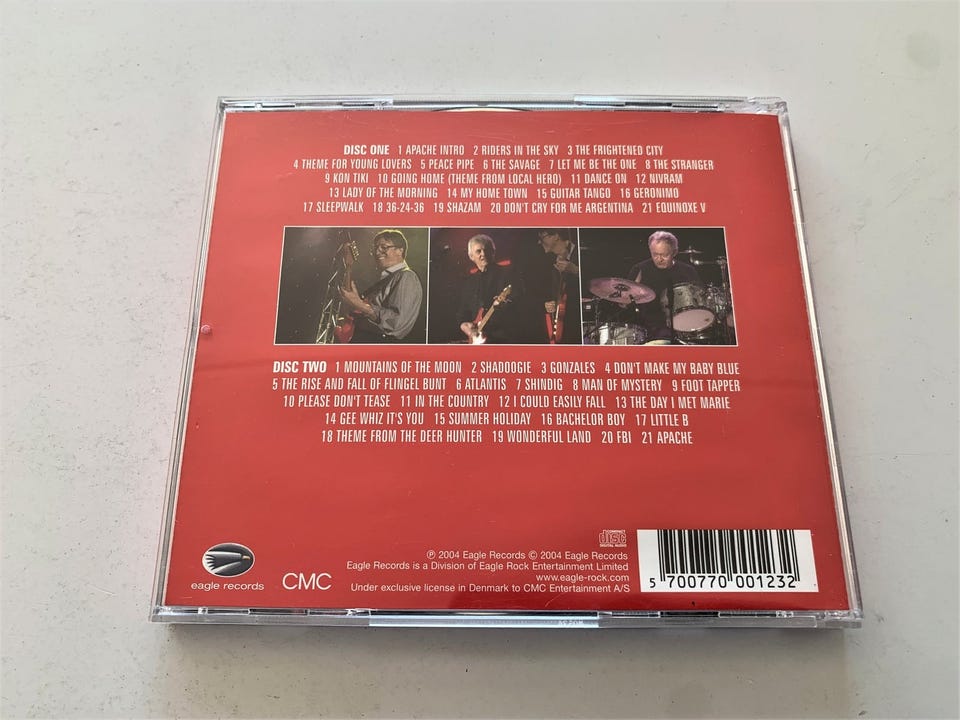 DISC ONE 1 APACHE INTRO 2 RIDERS IN THE SKY 3 THE FRIGHTENED CITY
4 THEME FOR YOUNG LOVERS 5 PEACE PIPE 6 THE SAVAGE 7 LET ME BE THE ONE 8 THE STRANGER
9 KON TIKI 10 GOING HOME (THEME FROM LOCAL HERO) 11 DANCE ON 12 NIVRAM
13 LADY OF THE MORNING 14 MY HOME TOWN 15 GUITAR TANGO 16 GERONIMO
17 SLEEPWALK 18 36-24-36 19 SHAZAM 20 DON'T CRY FOR ME ARGENTINA 21 EQUINOXE V
DISC TWO 1 MOUNTAINS OF THE MOON 2 SHADOOGIE 3 GONZALES 4 DON'T MAKE MY BABY BLUE
5 THE RISE AND FALL OF FLINGEL BUNT 6 ATLANTIS 7 SHINDIG 8 MAN OF MYSTERY 9 FOOT TAPPER
10 PLEASE DON'T TEASE 11 IN THE COUNTRY 12 I COULD EASILY FALL 13 THE DAY I MET MARIE
14 GEE WHIZ IT'S YOU 15 SUMMER HOLIDAY 16 BACHELOR BOY 17 LITTLE B
18 THEME FROM THE DEER HUNTER 19 WONDERFUL LAND 20 FBI 21 APACHE
eagle records
CMC
disc
DIGITAL AUDIO
℗ 2004 Eagle Records © 2004 Eagle Records
Eagle Records is a Division of Eagle Rock Entertainment Limited
www.eagle-rock.com
Under exclusive license in Denmark to CMC Entertainment A/S
5 700770 001232